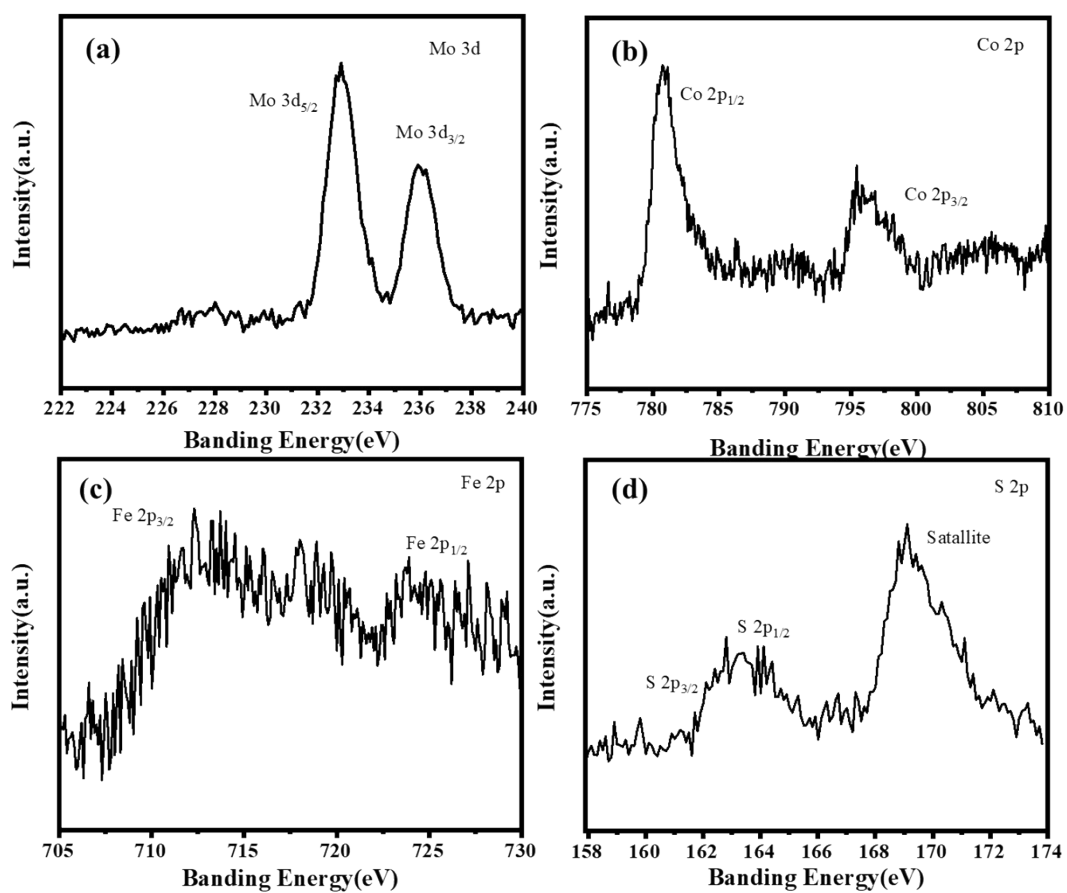 (a)
Mo 3d
Mo 3d5/2
Mo 3d3/2
Intensity(a.u.)
222 224 226 228 230 232 234 236 238 240
Banding Energy(eV)
(b)
Co 2p
Co 2p1/2
Co 2p3/2
Intensity(a.u.)
775 780 785 790 795 800 805 810
Banding Energy(eV)
(c)
Fe 2p
Fe 2p3/2
Fe 2p1/2
Intensity(a.u.)
705 710 715 720 725 730
Banding Energy(eV)
(d)
S 2p
Satallite
S 2p1/2
S 2p3/2
Intensity(a.u.)
158 160 162 164 166 168 170 172 174
Banding Energy(eV)